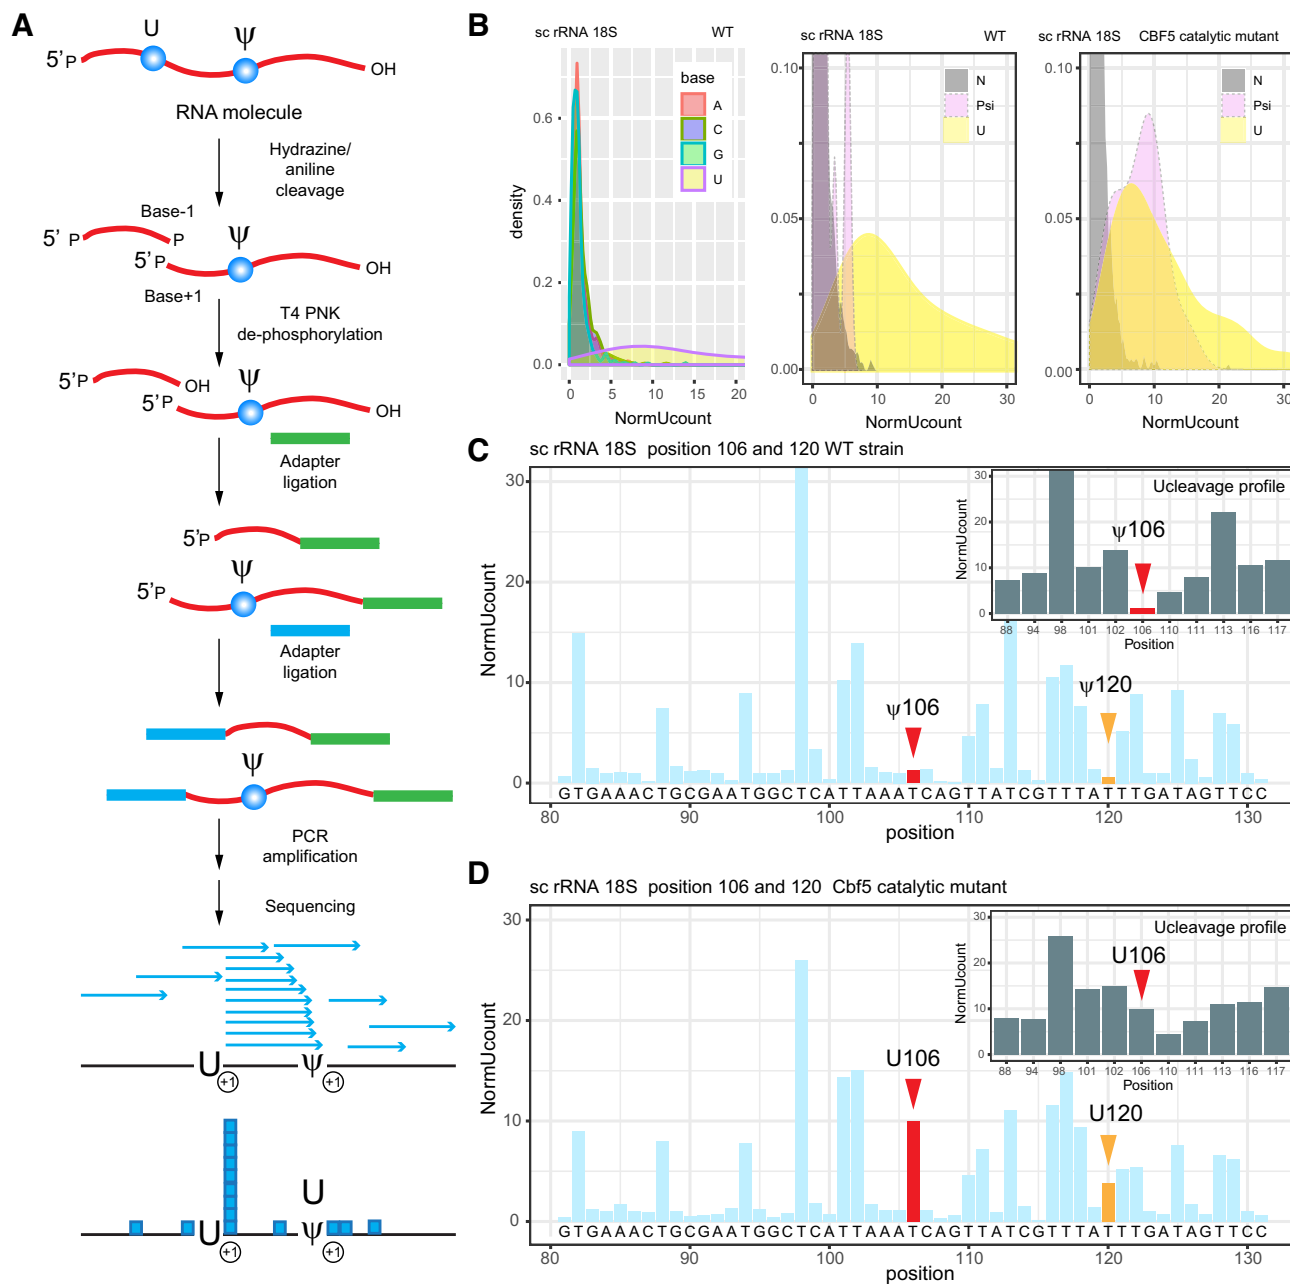 A
U ψ
5'P OH
RNA molecule
Hydrazine/
aniline
cleavage
Base-1
5' P P ψ
5'P OH
Base+1
T4 PNK
de-phosphorylation
5'P OH ψ
5'P OH
Adapter
ligation
5'P
ψ
5'P
Adapter
ligation
ψ
PCR
amplification
Sequencing
U ψ
+1 +1
U
U ψ
+1 +1
B
sc rRNA 18S WT
base
A
C
G
U
density
0.6
0.4
0.2
0.0
0 5 10 15 20
NormUcount
sc rRNA 18S WT
N
Psi
U
0.10
0.05
0.00
0 10 20 30
NormUcount
sc rRNA 18S CBF5 catalytic mutant
N
Psi
U
0.10
0.05
0.00
0 10 20 30
NormUcount
C
sc rRNA 18S position 106 and 120 WT strain
NormUcount
30
20
10
0
ψ106
ψ120
GTGAAACTGCGAATGGCTCATTAAATCAGTTATCGTTTATTTGATAGTTCC
80 90 100 110 120 130
position
Ucleavage profile
NormUcount
30
20
10
0
ψ106
88 94 98 101 102 106 110 111 113 116 117
Position
D
sc rRNA 18S position 106 and 120 Cbf5 catalytic mutant
NormUcount
30
20
10
0
U106
U120
GTGAAACTGCGAATGGCTCATTAAATCAGTTATCGTTTATTTGATAGTTCC
80 90 100 110 120 130
position
Ucleavage profile
NormUcount
30
20
10
0
U106
88 94 98 101 102 106 110 111 113 116 117
Position